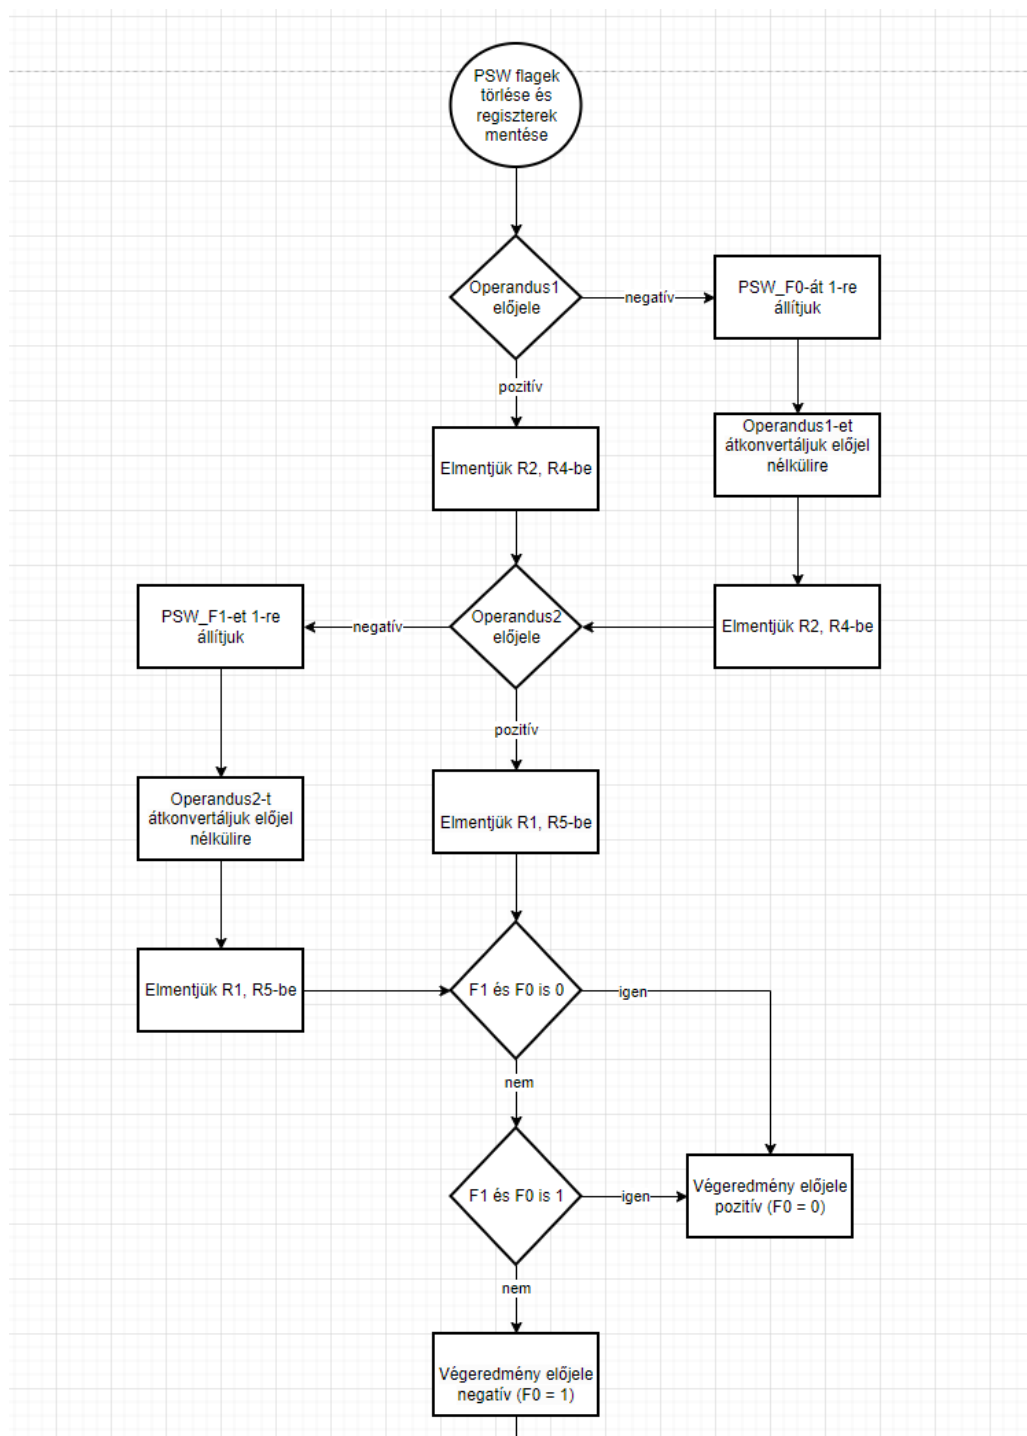 PSW flagek
törlése és
regiszterek
mentése
Operandus1
előjele
negatív
PSW_F0-át 1-re
állítjuk
pozitív
Operandus1-et
átkonvertáljuk előjel
nélkülire
Elmentjük R2, R4-be
Operandus2
előjele
negatív
PSW_F1-et 1-re
állítjuk
Elmentjük R2, R4-be
pozitív
Operandus2-t
átkonvertáljuk előjel
nélkülire
Elmentjük R1, R5-be
Elmentjük R1, R5-be
F1 és F0 is 0
igen
nem
F1 és F0 is 1
igen
Végeredmény előjele
pozitív (F0 = 0)
nem
Végeredmény előjele
negatív (F0 = 1)